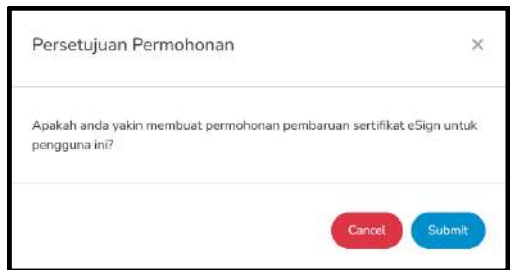 Persetujuan Permohonan
×
Apakah anda yakin membuat permohonan pembaruan sertifikat eSign untuk
pengguna ini?
Cancel Submit